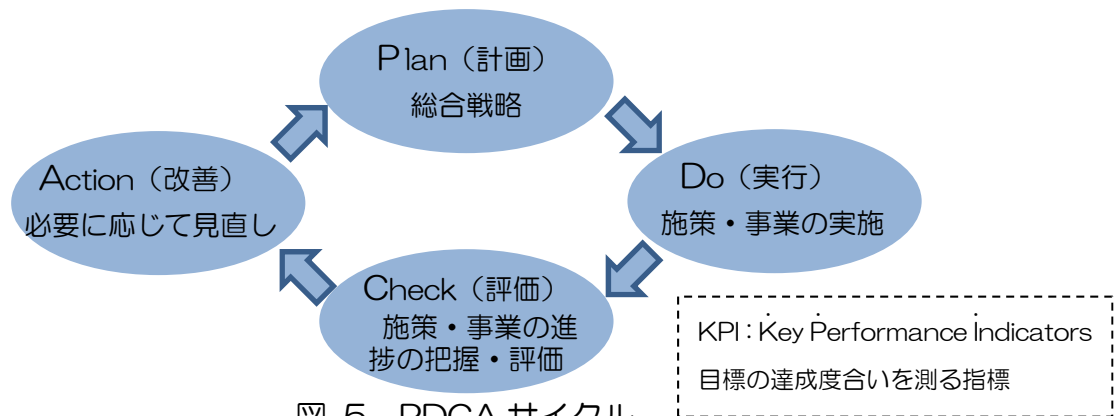 Plan（計画）
総合戦略
Action（改善）
必要に応じて見直し
Do（実行）
施策・事業の実施
Check（評価）
施策・事業の進
捗の把握・評価
KPI：Key Performance Indicators
目標の達成度合いを測る指標
図 5 PDCA サイクル